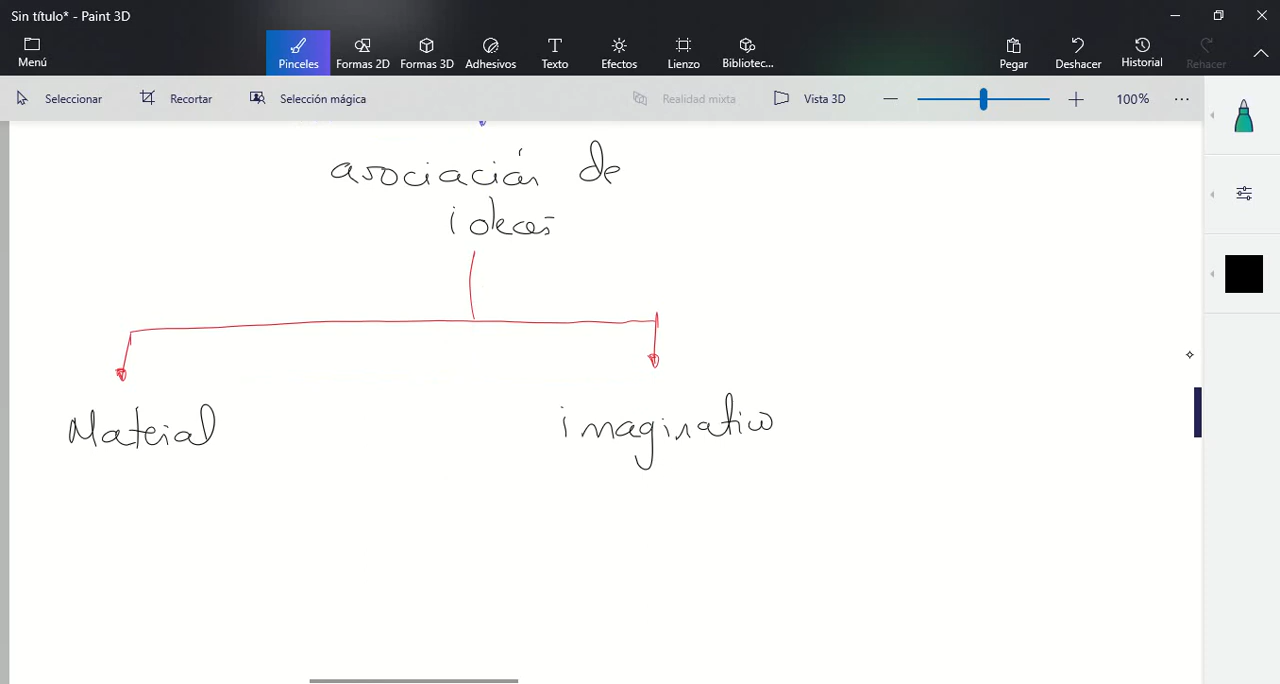 Sin título* - Paint 3D
Menú
Pinceles
Formas 2D
Formas 3D
Adhesivos
Texto
Efectos
Lienzo
Bibliotec...
Pegar
Deshacer
Historial
Rehacer
Seleccionar
Recortar
Selección mágica
Realidad mixta
Vista 3D
100%
asociación de
ideas
Material
imaginativo